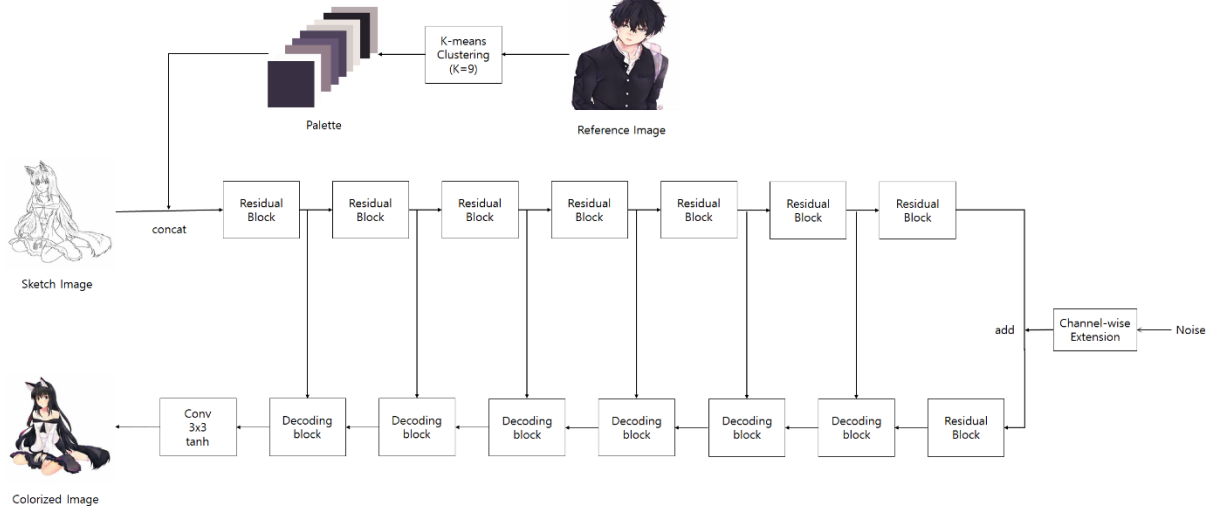 K-means
Clustering
(K=9)
Palette
Reference Image
Residual
Block
Residual
Block
Residual
Block
Residual
Block
Residual
Block
Residual
Block
Residual
Block
concat
Sketch Image
add
Channel-wise
Extension
Noise
Conv
3x3
tanh
Decoding
block
Decoding
block
Decoding
block
Decoding
block
Decoding
block
Decoding
block
Residual
Block
Colorized Image